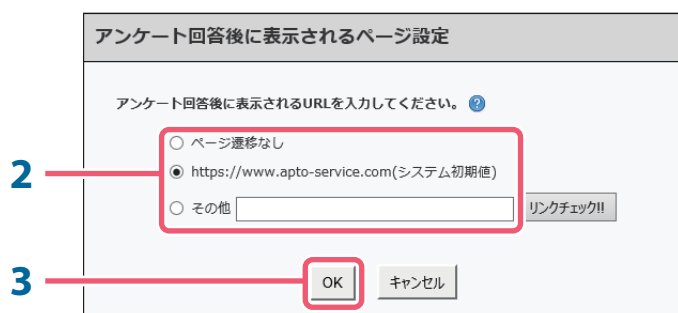 アンケート回答後に表示されるページ設定
アンケート回答後に表示されるURLを入力してください。 ?
ページ遷移なし
2
https://www.apto-service.com(システム初期値)
その他
リンクチェック!!
3
OK
キャンセル